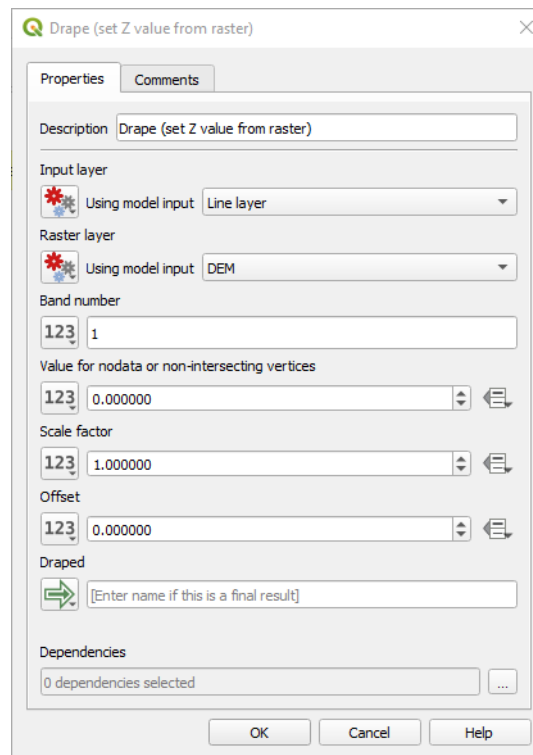 Drape (set Z value from raster)
Properties
Comments
Description Drape (set Z value from raster)
Input layer
Using model input Line layer
Raster layer
Using model input DEM
Band number
123 1
Value for nodata or non-intersecting vertices
123 0.000000
Scale factor
123 1.000000
Offset
123 0.000000
Draped
[Enter name if this is a final result]
Dependencies
0 dependencies selected ...
OK Cancel Help